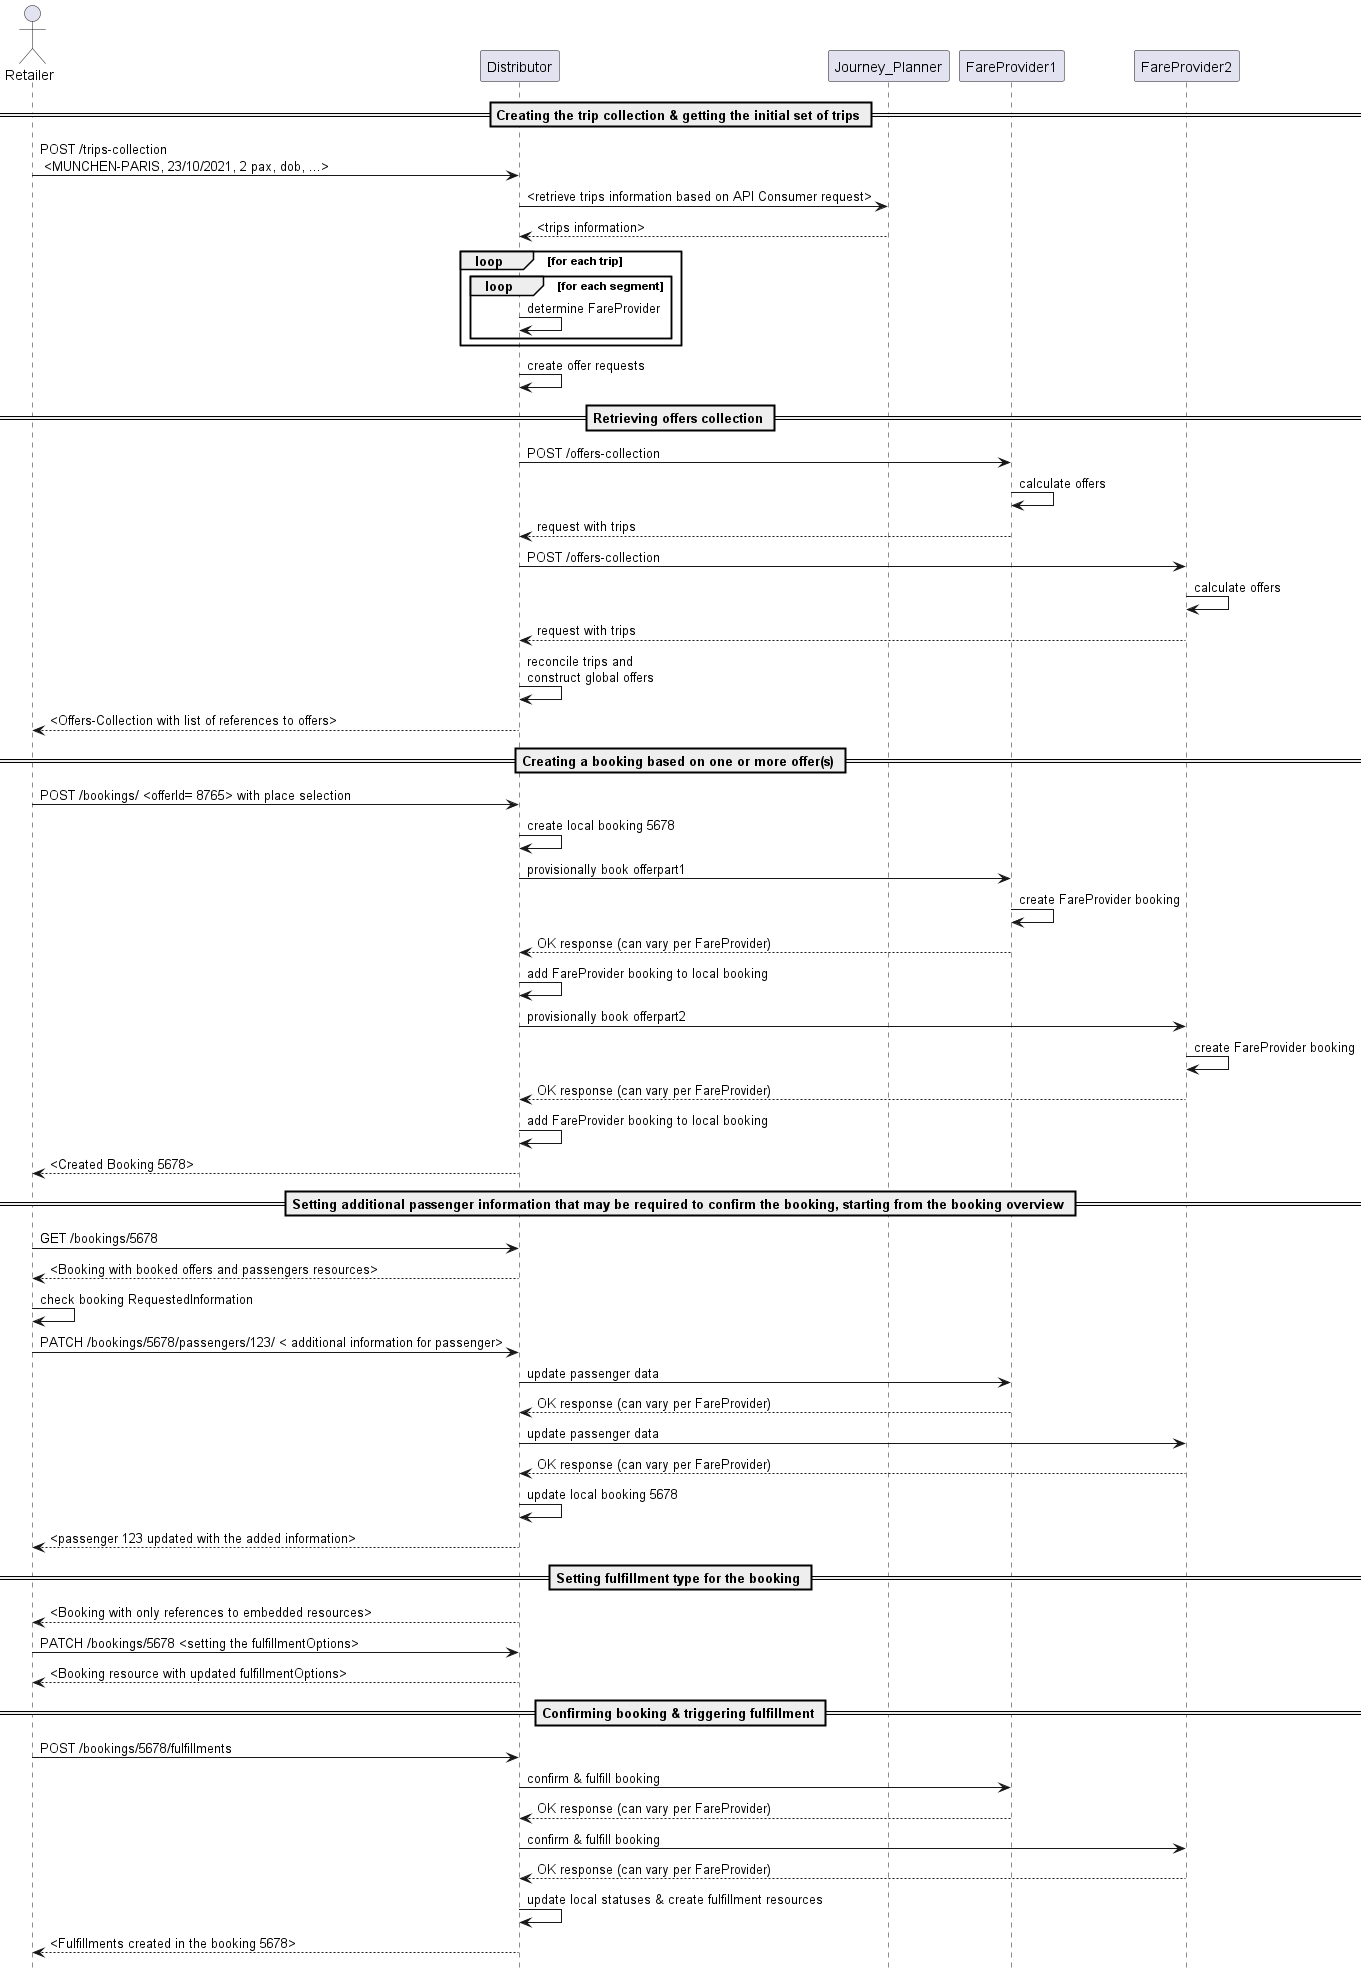 Retailer
Distributor
Journey_Planner
FareProvider1
FareProvider2
Creating the trip collection & getting the initial set of trips
POST /trips-collection
<MUNCHEN-PARIS, 23/10/2021, 2 pax, dob, ...>
<retrieve trips information based on API Consumer request>
<trips information>
loop [for each trip]
loop [for each segment]
determine FareProvider
create offer requests
Retrieving offers collection
POST /offers-collection
calculate offers
request with trips
POST /offers-collection
calculate offers
request with trips
reconcile trips and
construct global offers
<Offers-Collection with list of references to offers>
Creating a booking based on one or more offer(s)
POST /bookings/ <offerId= 8765> with place selection
create local booking 5678
provisionally book offerpart1
create FareProvider booking
OK response (can vary per FareProvider)
add FareProvider booking to local booking
provisionally book offerpart2
create FareProvider booking
OK response (can vary per FareProvider)
add FareProvider booking to local booking
<Created Booking 5678>
Setting additional passenger information that may be required to confirm the booking, starting from the booking overview
GET /bookings/5678
<Booking with booked offers and passengers resources>
check booking RequestedInformation
PATCH /bookings/5678/passengers/123/ < additional information for passenger>
update passenger data
OK response (can vary per FareProvider)
update passenger data
OK response (can vary per FareProvider)
update local booking 5678
<passenger 123 updated with the added information>
Setting fulfillment type for the booking
<Booking with only references to embedded resources>
PATCH /bookings/5678 <setting the fulfillmentOptions>
<Booking resource with updated fulfillmentOptions>
Confirming booking & triggering fulfillment
POST /bookings/5678/fulfillments
confirm & fulfill booking
OK response (can vary per FareProvider)
confirm & fulfill booking
OK response (can vary per FareProvider)
update local statuses & create fulfillment resources
<Fulfillments created in the booking 5678>